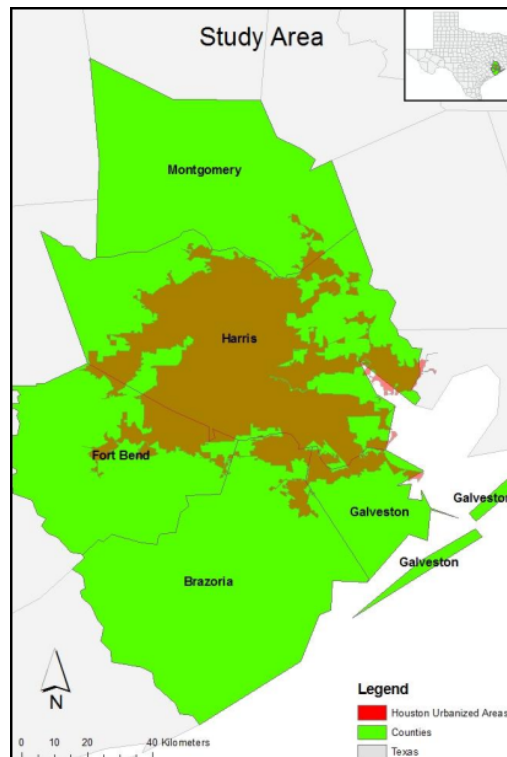 Study Area
Montgomery
Harris
Fort Bend
Galveston
Galveston
Galveston
Brazoria
N
0 10 20 40 Kilometers
Legend
Houston Urbanized Areas
Counties
Texas